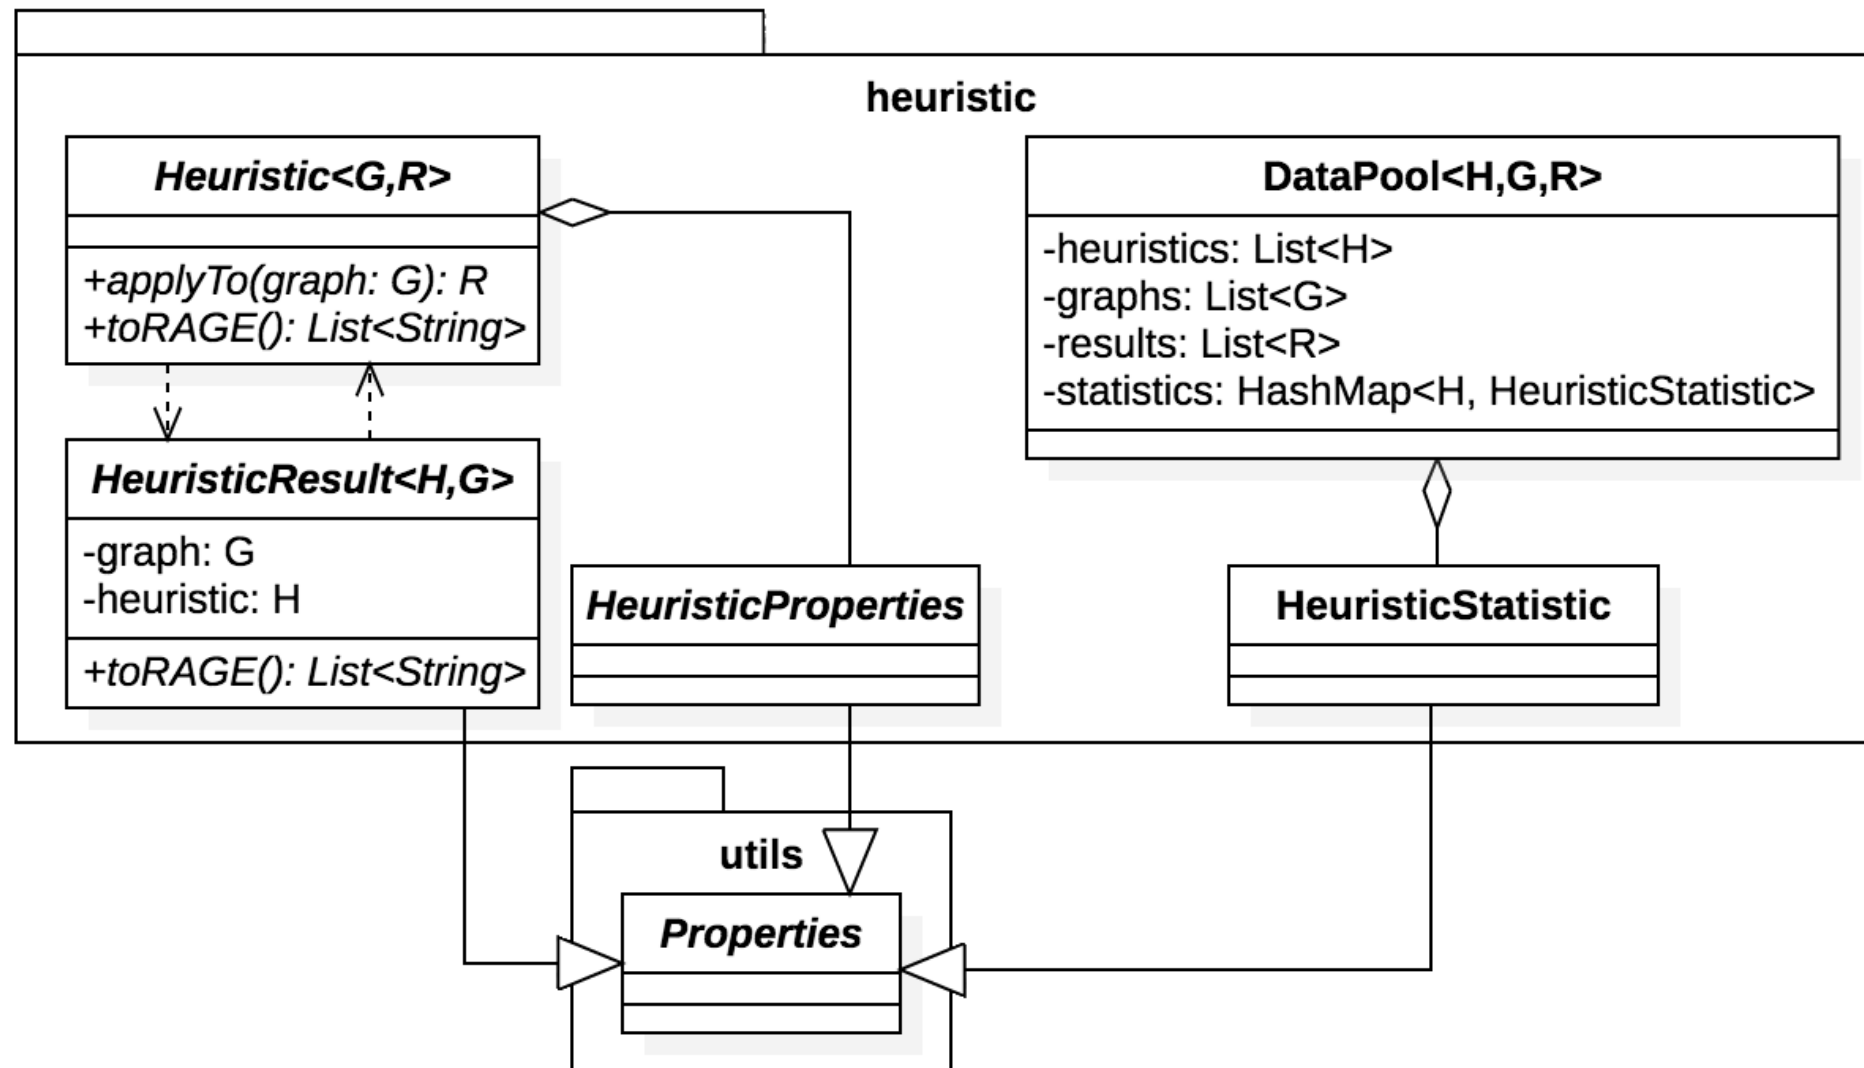 heuristic
Heuristic<G,R>
+applyTo(graph: G): R
+toRAGE(): List<String>
DataPool<H,G,R>
-heuristics: List<H>
-graphs: List<G>
-results: List<R>
-statistics: HashMap<H, HeuristicStatistic>
HeuristicResult<H,G>
-graph: G
-heuristic: H
+toRAGE(): List<String>
HeuristicProperties
HeuristicStatistic
utils
Properties